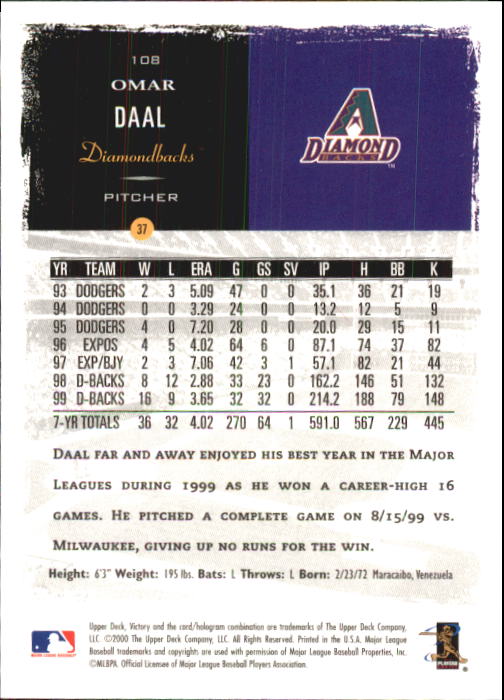 108
OMAR
DAAL
Diamondbacks
PITCHER
DIAMOND
BACKS
TM
37
YR TEAM W L ERA G GS SV IP H BB K
93 DODGERS 2 3 5.09 47 0 0 35.1 36 21 19
94 DODGERS 0 0 3.29 24 0 0 13.2 12 5 9
95 DODGERS 4 0 7.20 28 0 0 20.0 29 15 11
96 EXPOS 4 5 4.02 64 6 0 87.1 74 37 82
97 EXP/BJY 2 3 7.06 42 3 1 57.1 82 21 44
98 D-BACKS 8 12 2.88 33 23 0 162.2 146 51 132
99 D-BACKS 16 9 3.65 32 32 0 214.2 188 79 148
7-YR TOTALS 36 32 4.02 270 64 1 591.0 567 229 445
DAAL FAR AND AWAY ENJOYED HIS BEST YEAR IN THE MAJOR
LEAGUES DURING 1999 AS HE WON A CAREER-HIGH 16
GAMES. HE PITCHED A COMPLETE GAME ON 8/15/99 VS.
MILWAUKEE, GIVING UP NO RUNS FOR THE WIN.
Height: 6'3" Weight: 195 lbs. Bats: L Throws: L Born: 2/23/72 Maracaibo, Venezuela
Upper Deck, Victory and the card/hologram combination are trademarks of The Upper Deck Company,
LLC ©2000 The Upper Deck Company, LLC. All Rights Reserved. Printed in the U.S.A. Major League
Baseball trademarks and copyrights are used with permission of Major League Baseball Properties, Inc.
©MLBPA Official Licensee of Major League Baseball Players Association.
MAJOR LEAGUE BASEBALL
PLAYERS